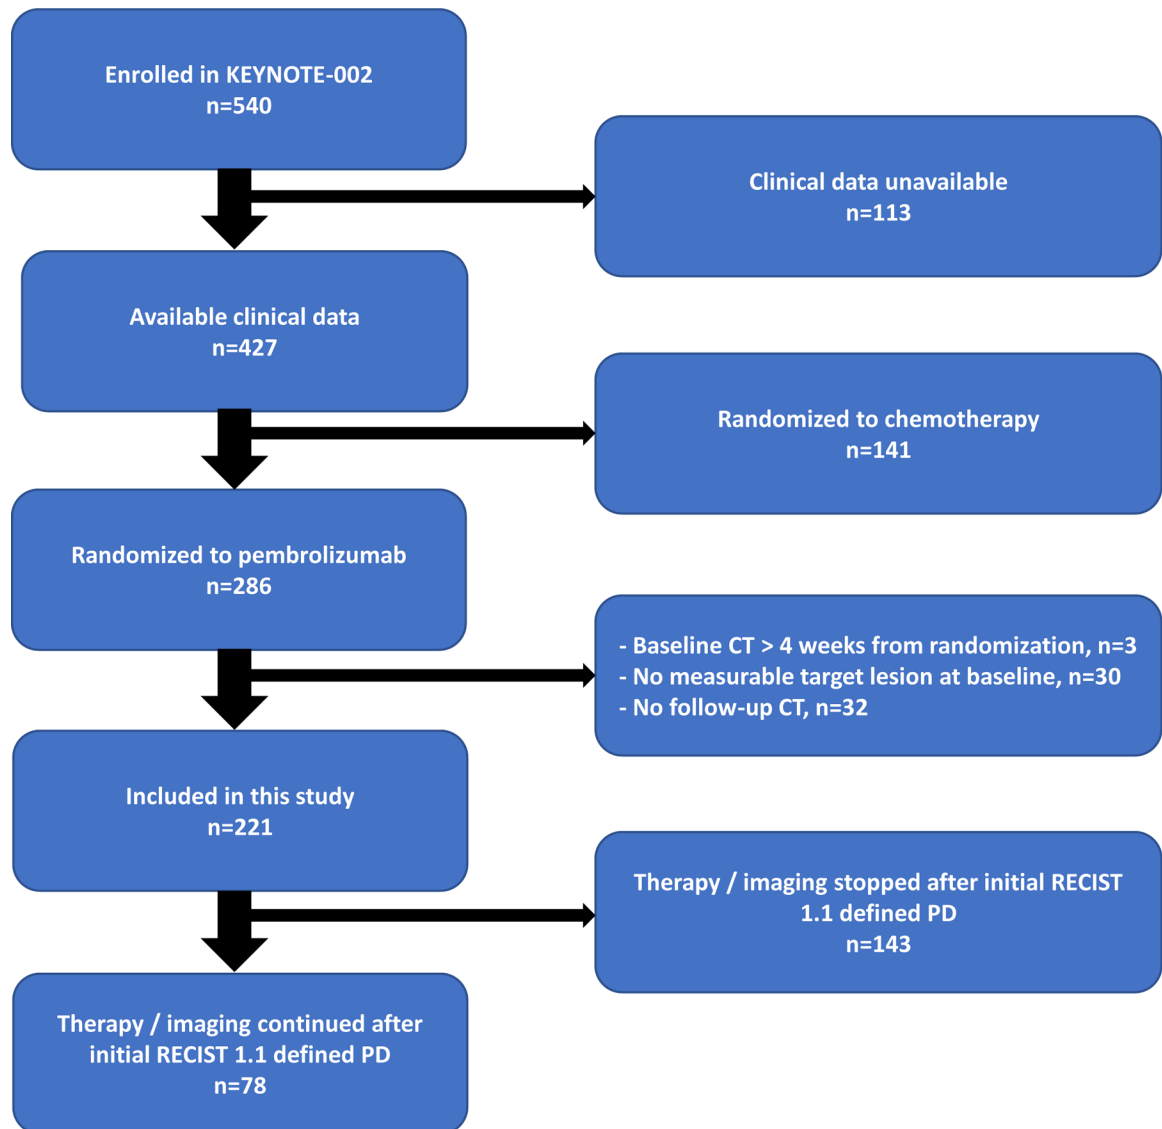 Enrolled in KEYNOTE-002
n=540
Clinical data unavailable
n=113
Available clinical data
n=427
Randomized to chemotherapy
n=141
Randomized to pembrolizumab
n=286
- Baseline CT > 4 weeks from randomization, n=3
- No measurable target lesion at baseline, n=30
- No follow-up CT, n=32
Included in this study
n=221
Therapy / imaging stopped after initial RECIST
1.1 defined PD
n=143
Therapy / imaging continued after
initial RECIST 1.1 defined PD
n=78